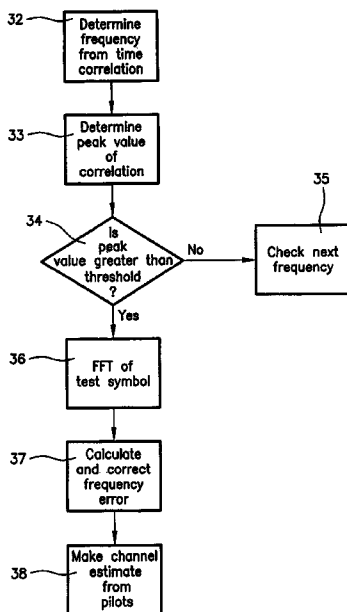 32
Determine
frequency
from time
correlation
33
Determine
peak value
of
correlation
34
Is
peak
value greater than
threshold
?
No
35
Check next
frequency
Yes
36
FFT of
test symbol
37
Calculate
and correct
frequency
error
38
Make channel
estimate
from
pilots